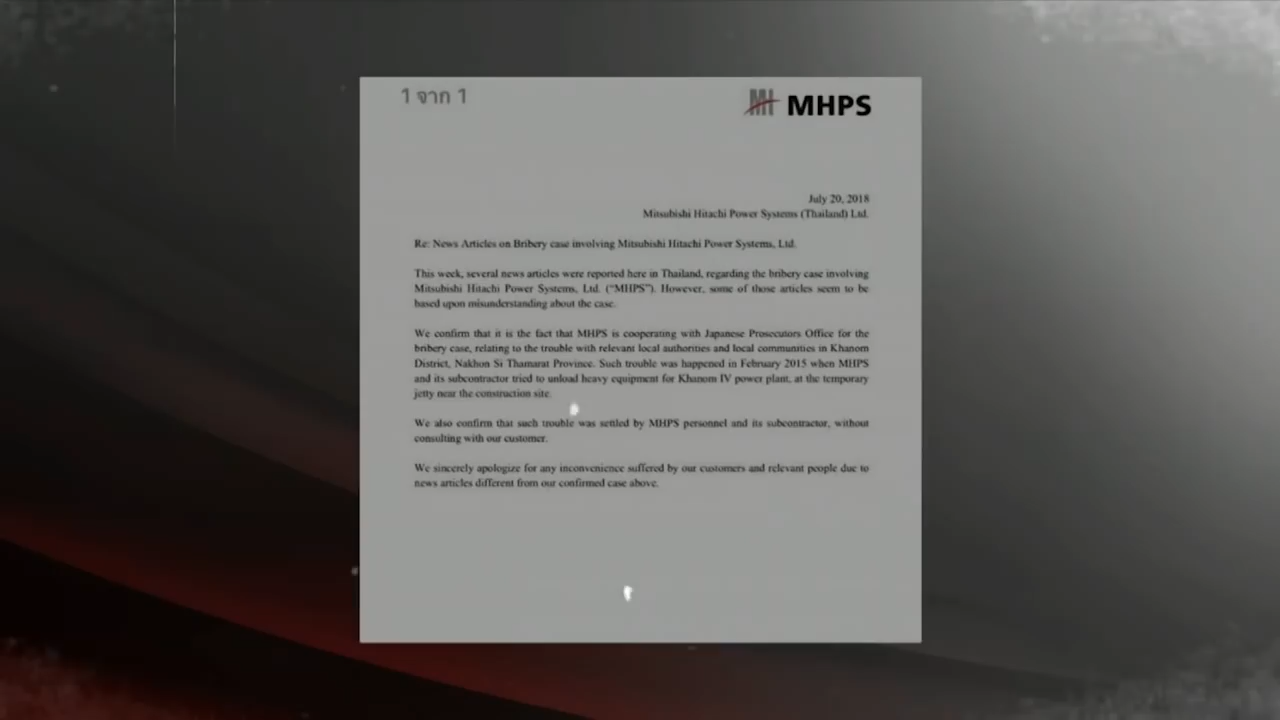 1 จาก 1
MHPS
July 20, 2018
Mitsubishi Hitachi Power Systems (Thailand) Ltd.
Re: News Articles on Bribery case involving Mitsubishi Hitachi Power Systems, Ltd.
This week, several news articles were reported here in Thailand, regarding the bribery case involving
Mitsubishi Hitachi Power Systems, Ltd. (“MHPS”). However, some of those articles seem to be
based upon misunderstanding about the case.
We confirm that it is the fact that MHPS is cooperating with Japanese Prosecutors Office for the
bribery case, relating to the trouble with relevant local authorities and local communities in Khanom
District, Nakhon Si Thamarat Province. Such trouble was happened in February 2015 when MHPS
and its subcontractor tried to unload heavy equipment for Khanom IV power plant, at the temporary
jetty near the construction site.
We also confirm that such trouble was settled by MHPS personnel and its subcontractor, without
consulting with our customer.
We sincerely apologize for any inconvenience suffered by our customers and relevant people due to
news articles different from our confirmed case above.